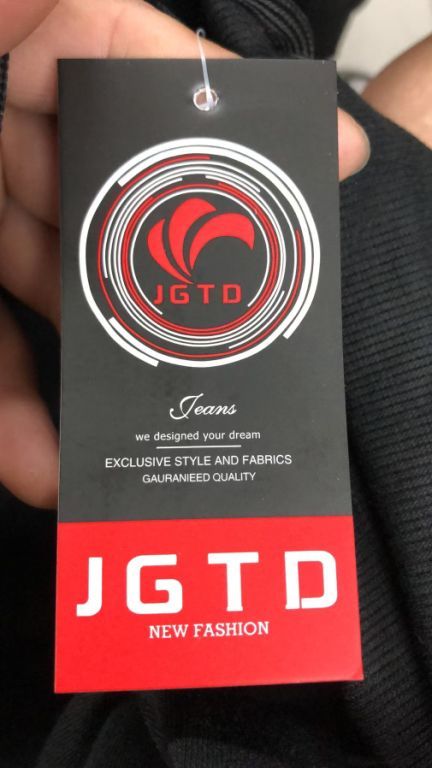 JGTD
Jeans
we designed your dream
EXCLUSIVE STYLE AND FABRICS
GAURANIEED QUALITY
JGTD
NEW FASHION